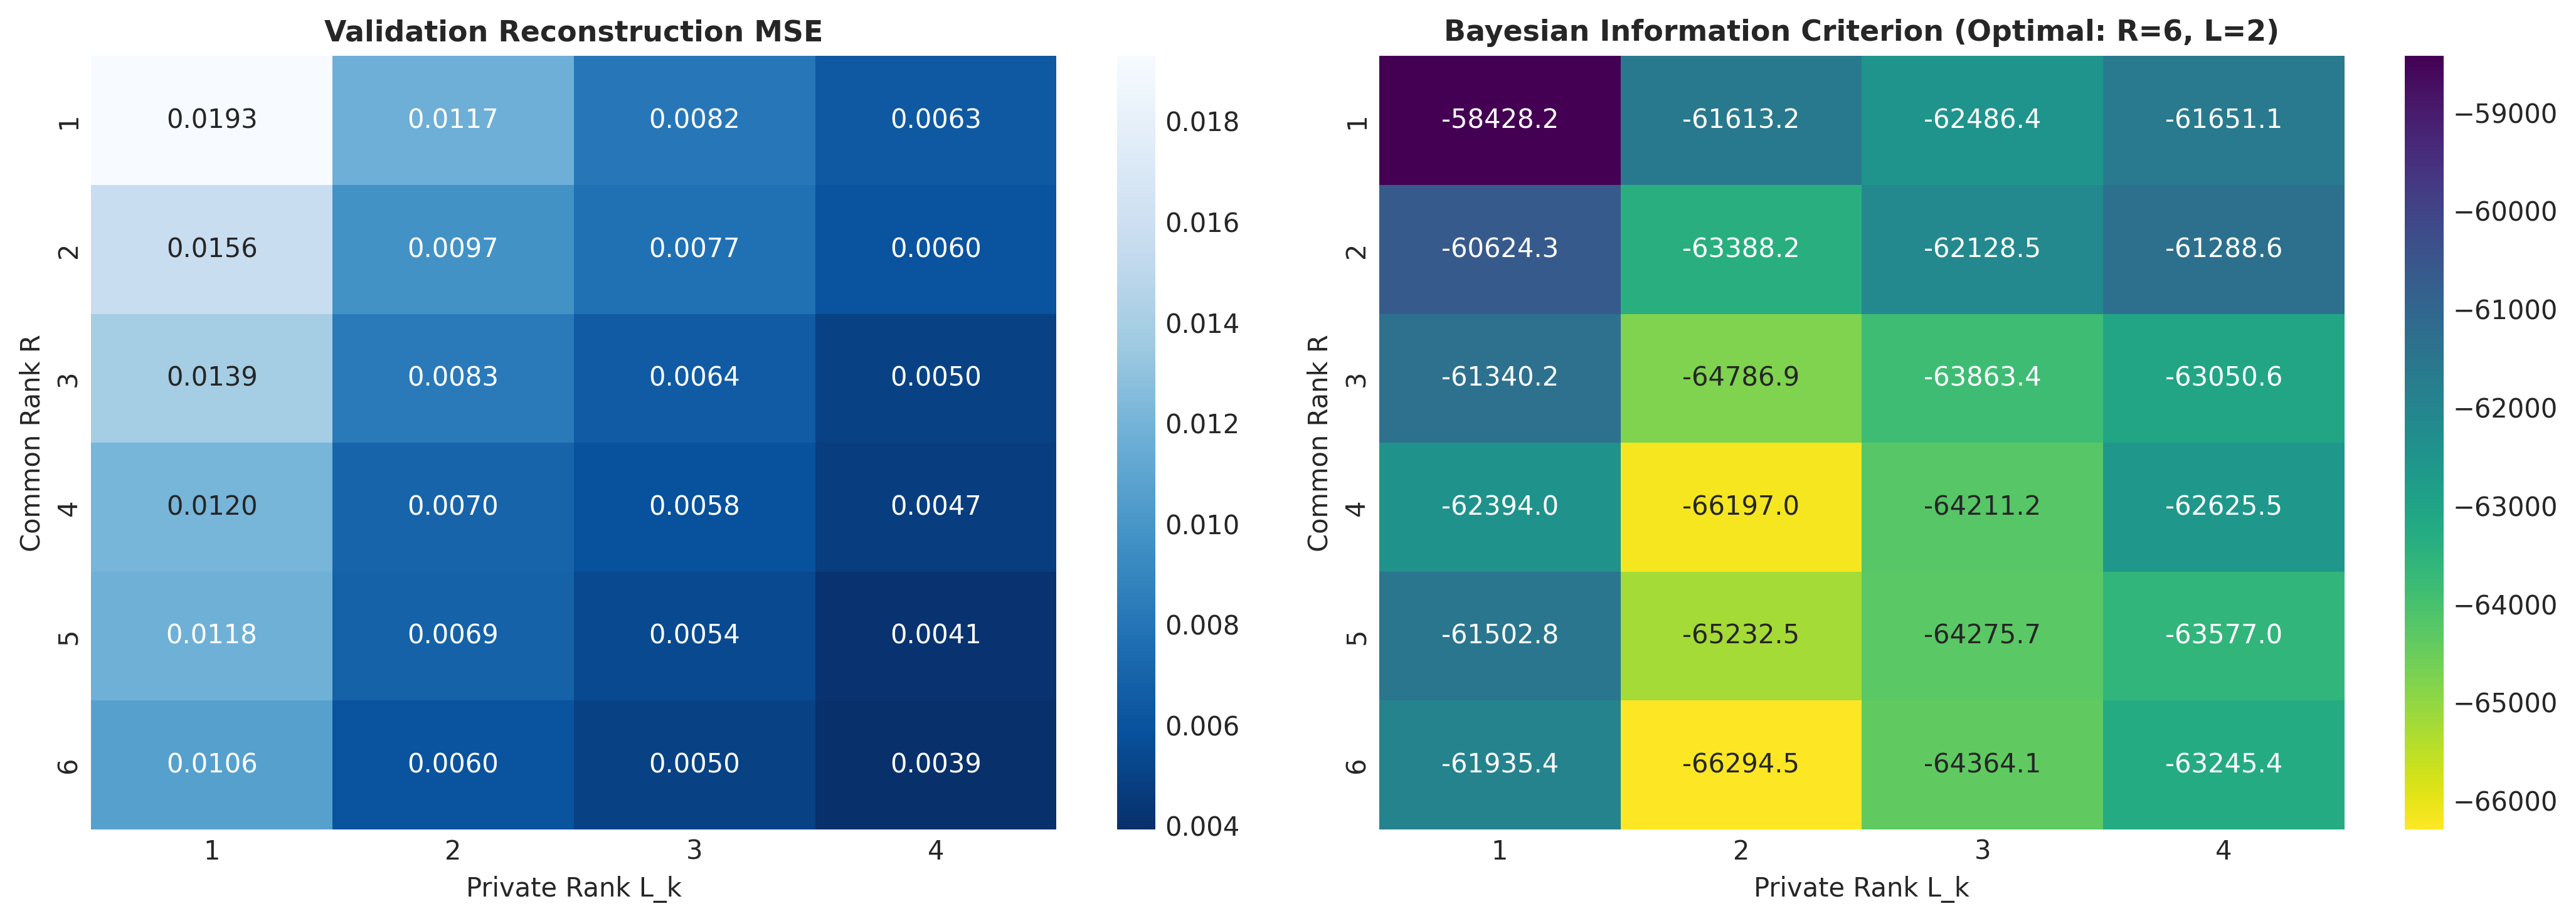 Validation Reconstruction MSE
Common Rank R
1 0.0193 0.0117 0.0082 0.0063
2 0.0156 0.0097 0.0077 0.0060
3 0.0139 0.0083 0.0064 0.0050
4 0.0120 0.0070 0.0058 0.0047
5 0.0118 0.0069 0.0054 0.0041
6 0.0106 0.0060 0.0050 0.0039
1 2 3 4
Private Rank L_k
0.018
0.016
0.014
0.012
0.010
0.008
0.006
0.004
Bayesian Information Criterion (Optimal: R=6, L=2)
Common Rank R
1 -58428.2 -61613.2 -62486.4 -61651.1
2 -60624.3 -63388.2 -62128.5 -61288.6
3 -61340.2 -64786.9 -63863.4 -63050.6
4 -62394.0 -66197.0 -64211.2 -62625.5
5 -61502.8 -65232.5 -64275.7 -63577.0
6 -61935.4 -66294.5 -64364.1 -63245.4
1 2 3 4
Private Rank L_k
−59000
−60000
−61000
−62000
−63000
−64000
−65000
−66000